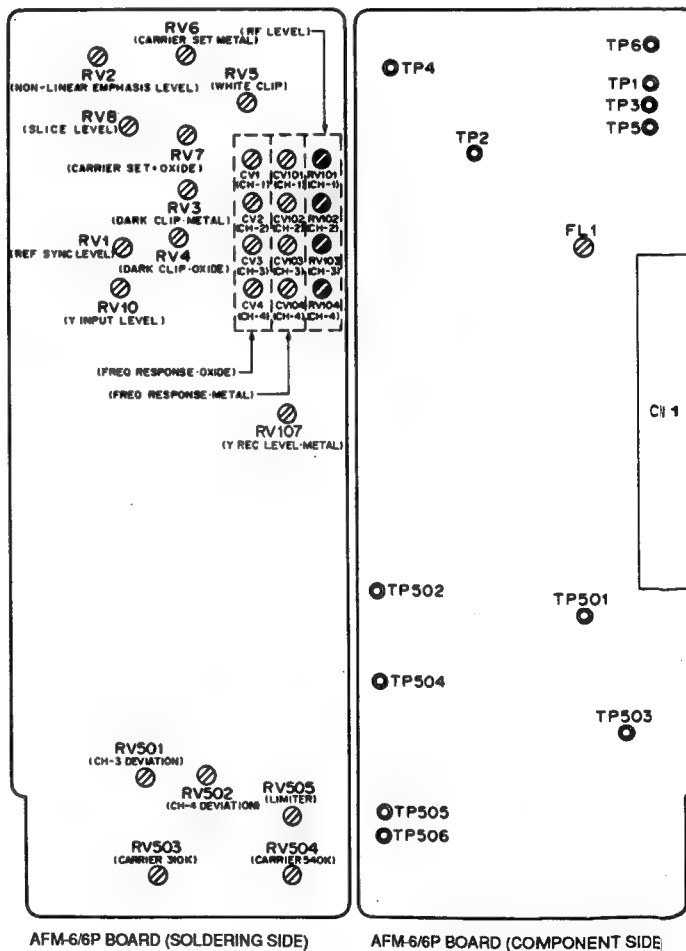 RV6
(CARRIER SET METAL)
(RF LEVEL)
RV2
(NON-LINEAR EMPHASIS LEVEL)
RV5
(WHITE CLIP)
RV8
(SLICE LEVEL)
RV7
(CARRIER SET-OXIDE)
CV1
(CH-1)
CV101
(CH-1)
RV101
(CH-1)
RV3
(DARK CLIP-METAL)
CV2
(CH-2)
CV102
(CH-2)
RV102
(CH-2)
RV1
(REF SYNC LEVEL)
RV4
(DARK CLIP-OXIDE)
CV3
(CH-3)
CV103
(CH-3)
RV103
(CH-3)
RV10
(Y INPUT LEVEL)
CV4
(CH-4)
CV104
(CH-4)
RV104
(CH-4)
(FREQ RESPONSE-OXIDE)
(FREQ RESPONSE-METAL)
RV107
(Y REC LEVEL-METAL)
RV501
(CH-3 DEVIATION)
RV502
(CH-4 DEVIATION)
RV505
(LIMITER)
RV503
(CARRIER 310K)
RV504
(CARRIER 540K)
AFM-6/6P BOARD (SOLDERING SIDE)
TP6
TP4
TP1
TP3
TP5
TP2
FL1
CN1
TP502
TP501
TP504
TP503
TP505
TP506
AFM-6/6P BOARD (COMPONENT SIDE)